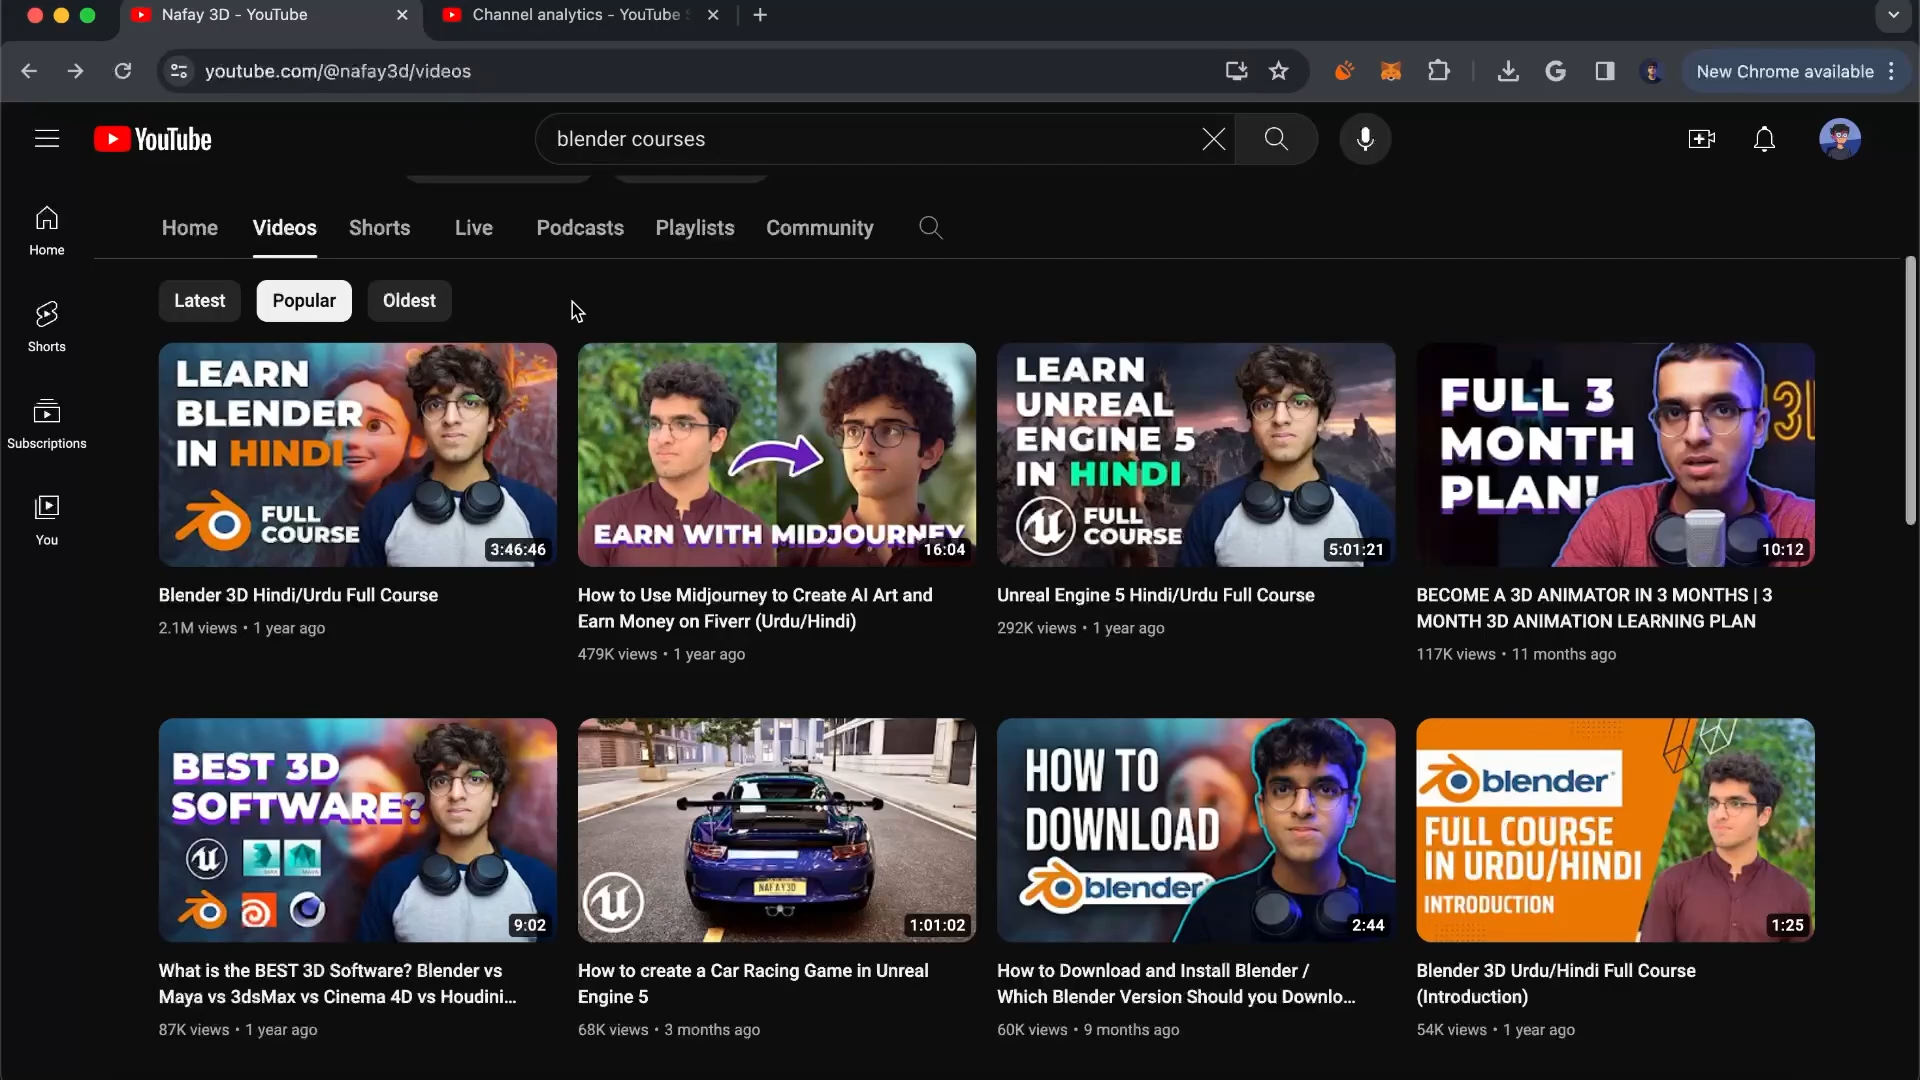 Nafay 3D - YouTube
Channel analytics - YouTube
youtube.com/@nafay3d/videos
New Chrome available
YouTube
blender courses
Home
Videos
Shorts
Live
Podcasts
Playlists
Community
Home
Shorts
Subscriptions
You
Latest
Popular
Oldest
LEARN
BLENDER
IN HINDI
FULL
COURSE
3:46:46
Blender 3D Hindi/Urdu Full Course
2.1M views • 1 year ago
EARN WITH MIDJOURNEY
16:04
How to Use Midjourney to Create AI Art and
Earn Money on Fiverr (Urdu/Hindi)
479K views • 1 year ago
LEARN
UNREAL
ENGINE 5
IN HINDI
FULL
COURSE
5:01:21
Unreal Engine 5 Hindi/Urdu Full Course
292K views • 1 year ago
FULL 3
MONTH
PLAN!
10:12
BECOME A 3D ANIMATOR IN 3 MONTHS | 3
MONTH 3D ANIMATION LEARNING PLAN
117K views • 11 months ago
BEST 3D
SOFTWARE?
9:02
What is the BEST 3D Software? Blender vs
Maya vs 3dsMax vs Cinema 4D vs Houdini...
87K views • 1 year ago
NAFAY3D
1:01:02
How to create a Car Racing Game in Unreal
Engine 5
68K views • 3 months ago
HOW TO
DOWNLOAD
blender
2:44
How to Download and Install Blender /
Which Blender Version Should you Downlo...
60K views • 9 months ago
blender
FULL COURSE
IN URDU/HINDI
INTRODUCTION
1:25
Blender 3D Urdu/Hindi Full Course
(Introduction)
54K views • 1 year ago